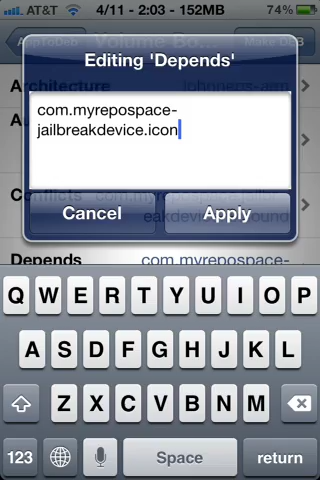 AT&T 4/11 - 2:03 - 152MB 74%
AppToDeb Volume Bo... Make DEB
Editing 'Depends'
Architecture
com.myrepospace-
jailbreakdevice.icon
Conflicts
Cancel Apply
Depends com.myrepospace-
Q W E R T Y U I O P
A S D F G H J K L
Z X C V B N M
123 Space return